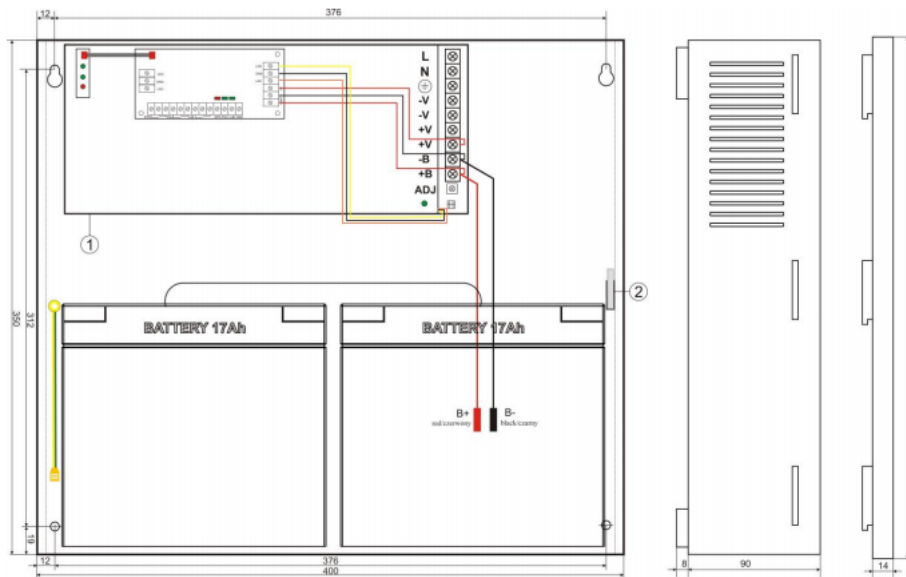 12
376
L
N
-V
-V
+V
+V
-B
+B
ADJ
1
2
350
312
BATTERY 17Ah
BATTERY 17Ah
B+
red/czerwony
B-
black/czarny
19
12
376
400
8
90
14